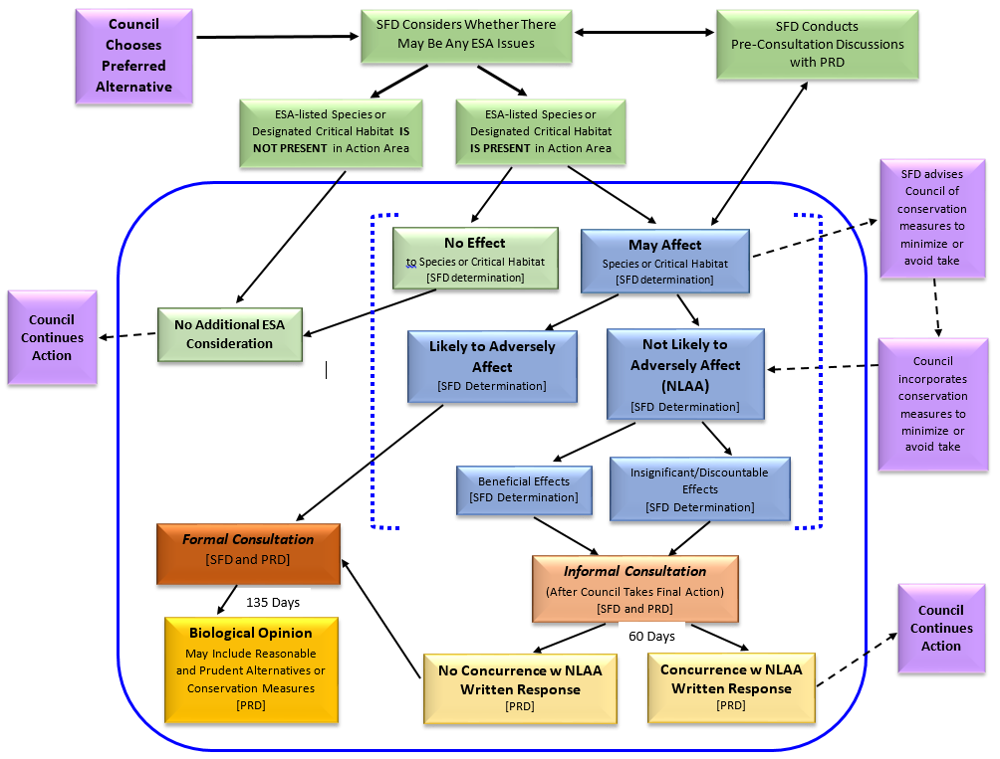 Council
Chooses
Preferred
Alternative
SFD Considers Whether There
May Be Any ESA Issues
SFD Conducts
Pre-Consultation Discussions
with PRD
ESA-listed Species or
Designated Critical Habitat IS
NOT PRESENT in Action Area
ESA-listed Species or
Designated Critical Habitat
IS PRESENT in Action Area
SFD advises
Council of
conservation
measures to
minimize or
avoid take
No Effect
to Species or Critical Habitat
[SFD determination]
May Affect
Species or Critical Habitat
[SFD determination]
Council
Continues
Action
No Additional ESA
Consideration
Likely to Adversely
Affect
[SFD Determination]
Not Likely to
Adversely Affect
(NLAA)
[SFD Determination]
Council
incorporates
conservation
measures to
minimize or
avoid take
Beneficial Effects
[SFD Determination]
Insignificant/Discountable
Effects
[SFD Determination]
Formal Consultation
[SFD and PRD]
Informal Consultation
(After Council Takes Final Action)
[SFD and PRD]
135 Days
60 Days
Biological Opinion
May Include Reasonable
and Prudent Alternatives or
Conservation Measures
[PRD]
No Concurrence w NLAA
Written Response
[PRD]
Concurrence w NLAA
Written Response
[PRD]
Council
Continues
Action